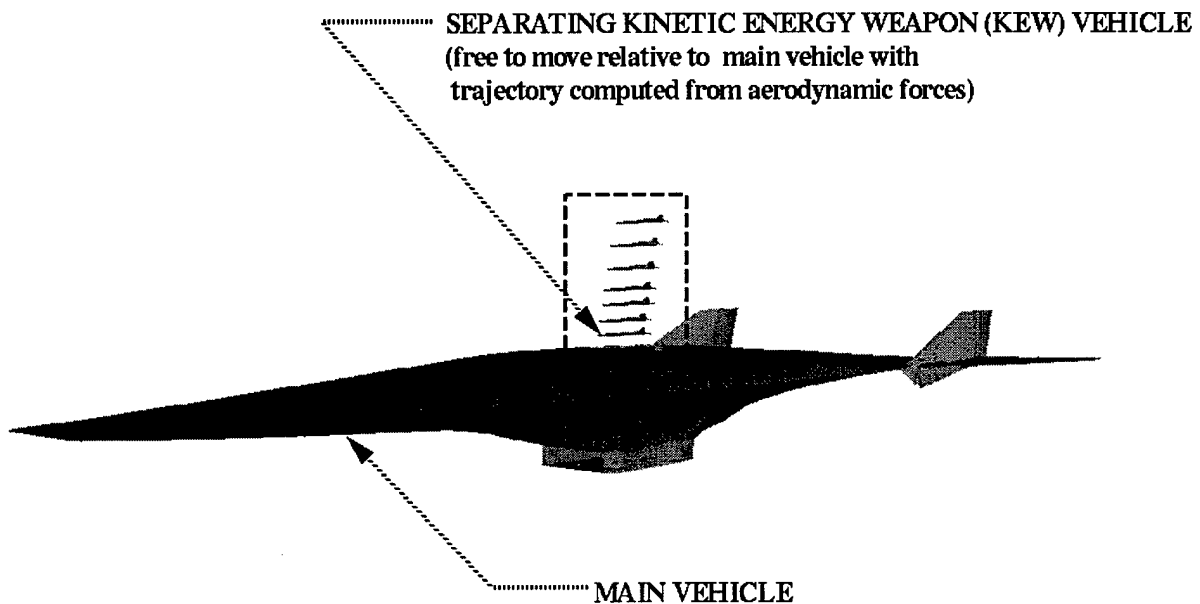 SEPARATING KINETIC ENERGY WEAPON (KEW) VEHICLE
(free to move relative to main vehicle with
trajectory computed from aerodynamic forces)
MAIN VEHICLE